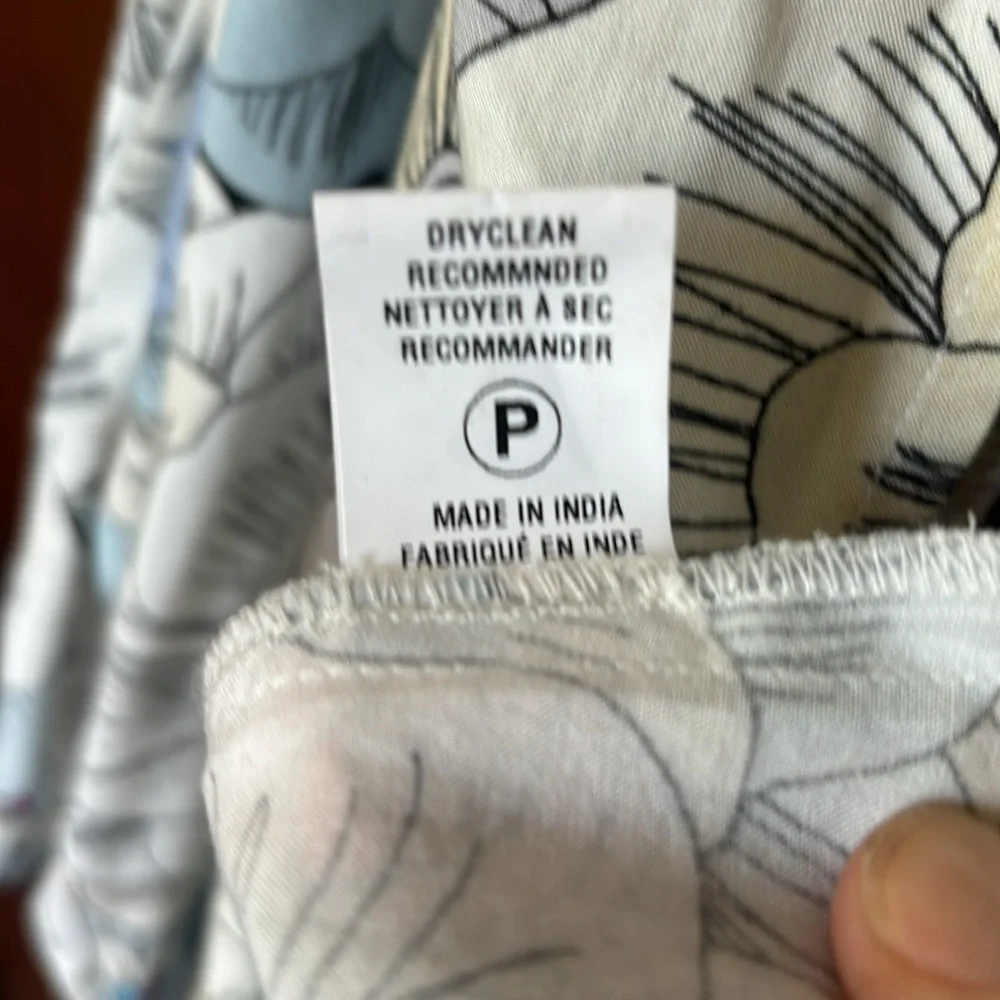 DRYCLEAN
RECOMMNDED
NETTOYER À SEC
RECOMMANDER
P
MADE IN INDIA
FABRIQUÉ EN INDE